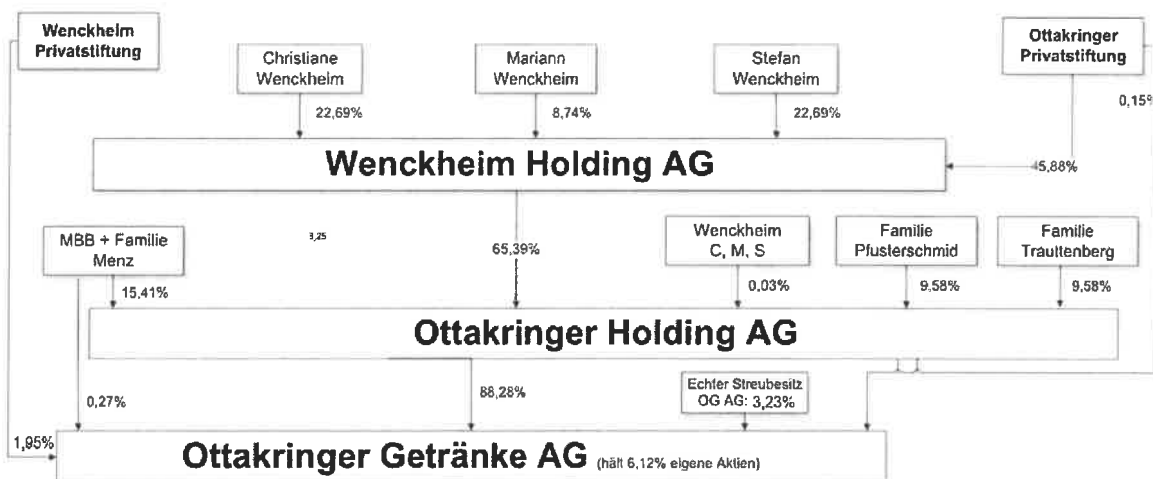 Wenckheim
Privatstiftung
Ottakringer
Privatstiftung
Christiane
Wenckheim
Mariann
Wenckheim
Stefan
Wenckheim
22,69%
8,74%
22,69%
0,15%
Wenckheim Holding AG
45,88%
MBB + Familie
Menz
3,25
65,39%
Wenckheim
C, M, S
Familie
Pfusterschmid
Familie
Trauttenberg
15,41%
0,03%
9,58%
9,58%
Ottakringer Holding AG
0,27%
88,28%
Echter Streubesitz
OG AG: 3,23%
1,95%
Ottakringer Getränke AG (hält 6,12% eigene Aktien)